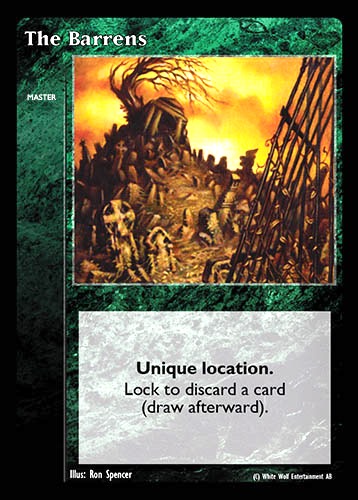 The Barrens
MASTER
Unique location.
Lock to discard a card
(draw afterward).
Illus: Ron Spencer
(C) White Wolf Entertainment AB